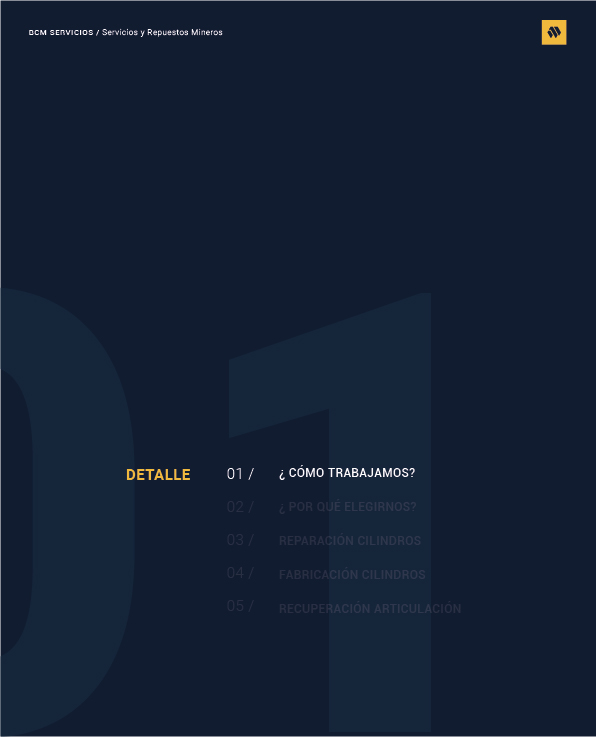 BCM SERVICIOS / Servicios y Repuestos Mineros
01
DETALLE 01 / ¿ CÓMO TRABAJAMOS?
02 / ¿ POR QUÉ ELEGIRNOS?
03 / REPARACIÓN CILINDROS
04 / FABRICACIÓN CILINDROS
05 / RECUPERACIÓN ARTICULACIÓN